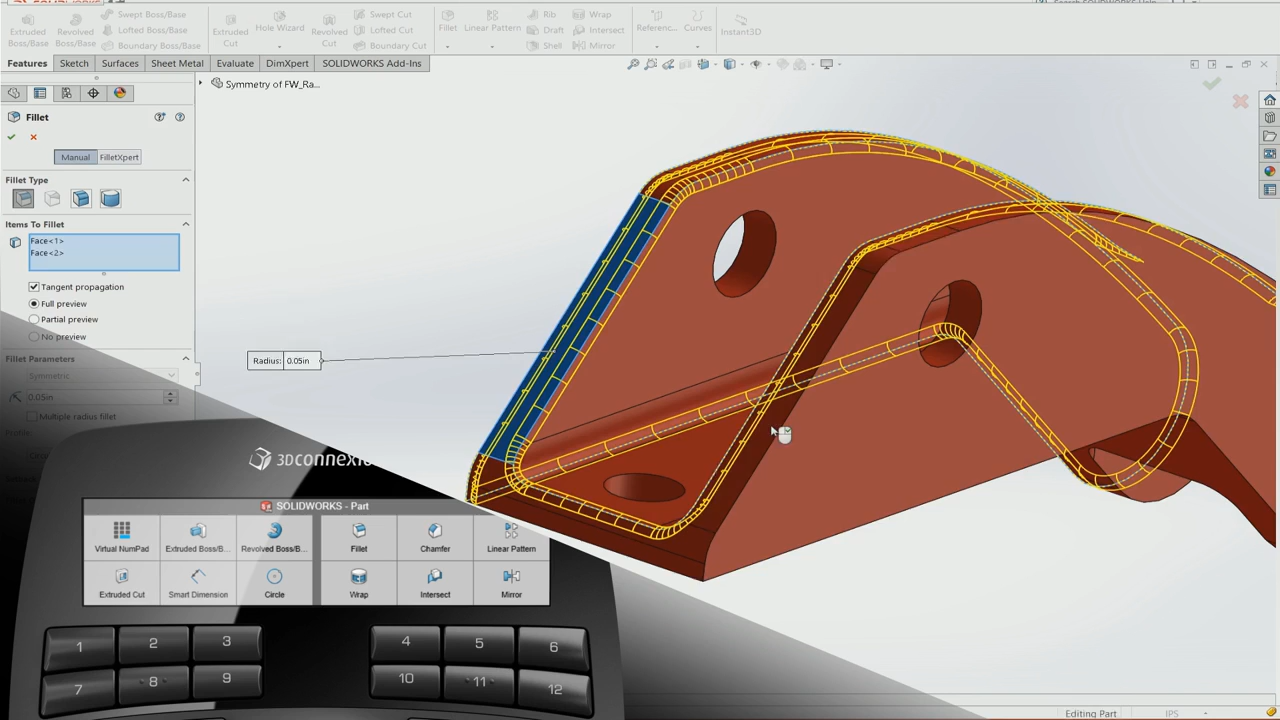 Search SOLIDWORKS Help
Extruded Boss/Base
Revolved Boss/Base
Swept Boss/Base
Lofted Boss/Base
Boundary Boss/Base
Extruded Cut
Hole Wizard
Revolved Cut
Swept Cut
Lofted Cut
Boundary Cut
Fillet
Linear Pattern
Rib
Draft
Shell
Wrap
Intersect
Mirror
Referenc...
Curves
Instant3D
Features Sketch Surfaces Sheet Metal Evaluate DimXpert SOLIDWORKS Add-Ins
Symmetry of FW_Ra...
Fillet
Manual FilletXpert
Fillet Type
Items To Fillet
Face<1>
Face<2>
Tangent propagation
Full preview
Partial preview
No preview
Fillet Parameters
Symmetric
0.05in
Multiple radius fillet
Profile:
Radius: 0.05in
3Dconnexio
SOLIDWORKS - Part
Virtual NumPad Extruded Boss/B... Revolved Boss/B... Fillet Chamfer Linear Pattern
Extruded Cut Smart Dimension Circle Wrap Intersect Mirror
1 2 3 4 5 6
7 8 9 10 11 12
Editing Part IPS